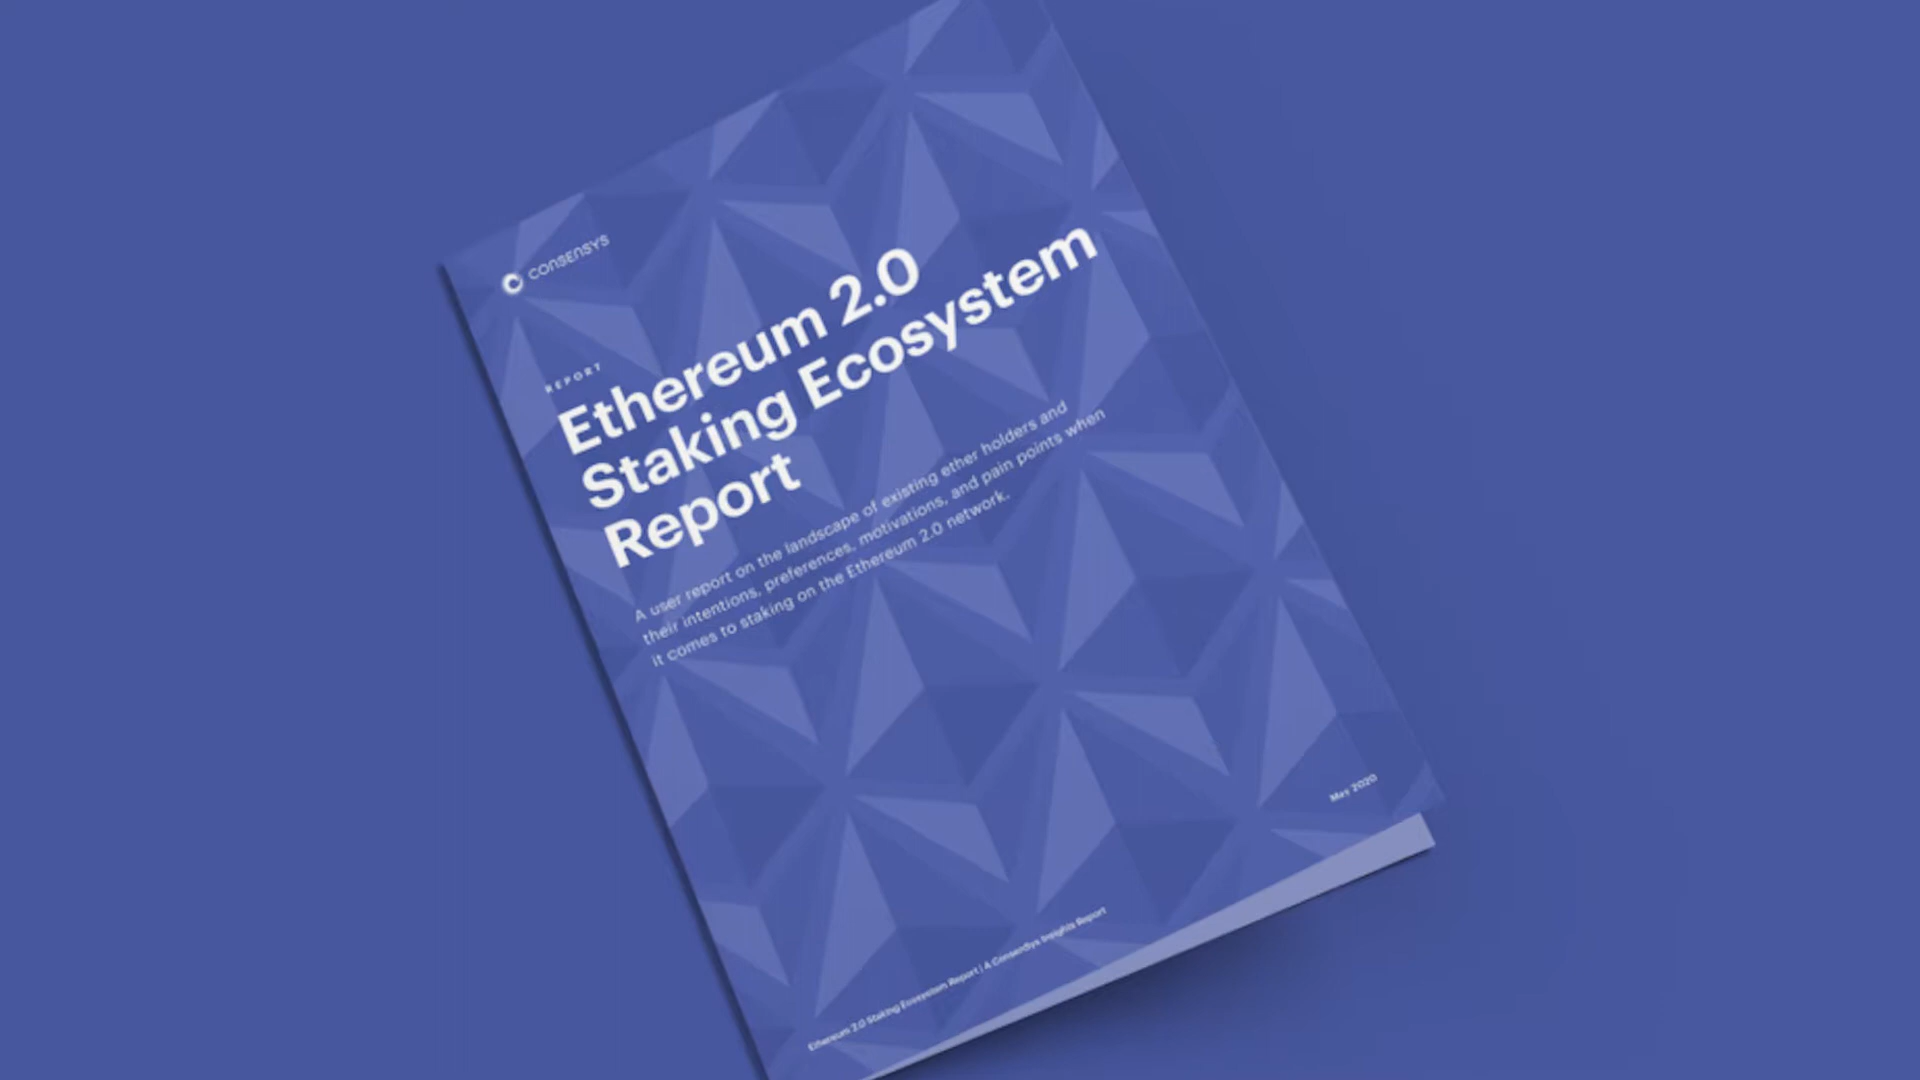 CONSENSYS
REPORT
Ethereum 2.0
Staking Ecosystem
Report
A user report on the landscape of existing ether holders and
their intentions, preferences, motivations, and pain points when
it comes to staking on the Ethereum 2.0 network.
May 2020
Ethereum 2.0 Staking Ecosystem Report | A ConsenSys Insights Report